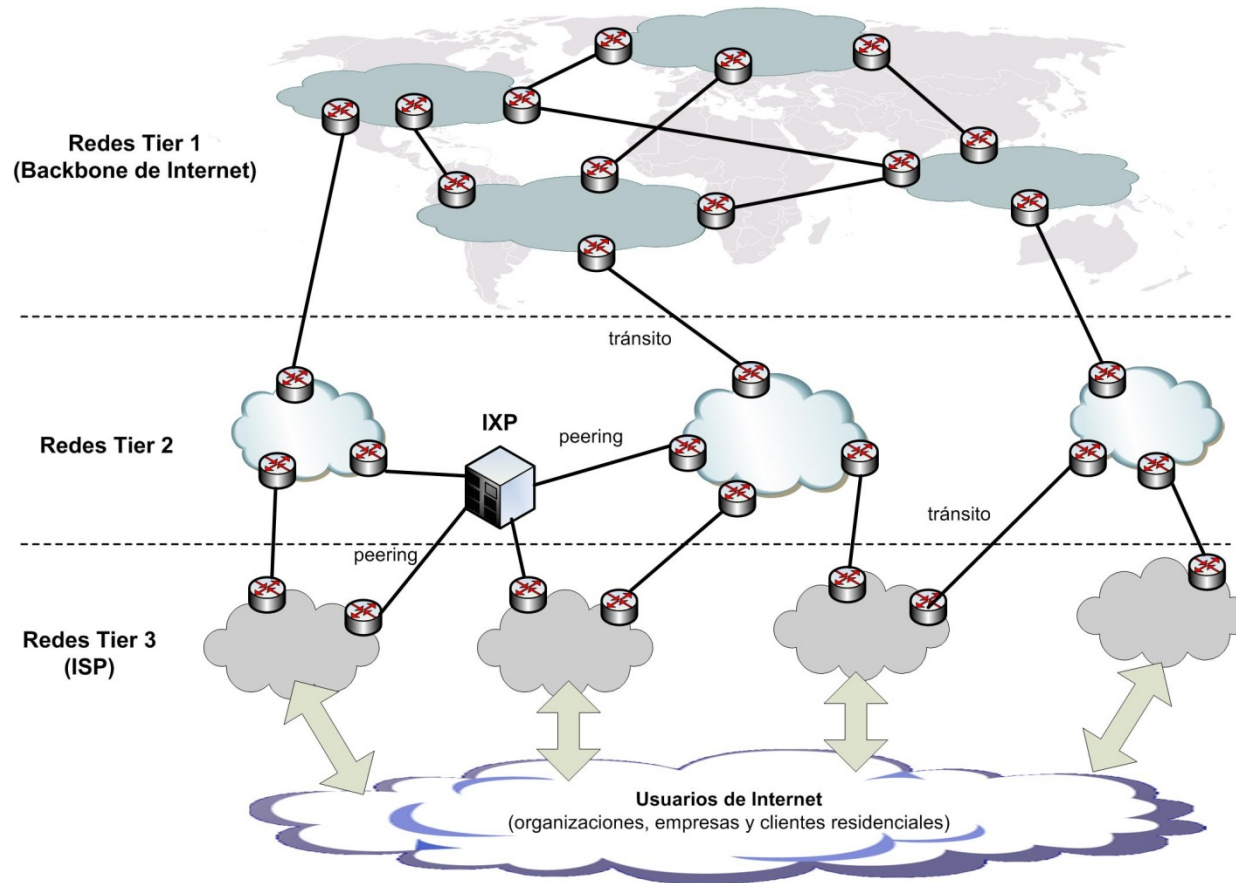 Redes Tier 1
(Backbone de Internet)
tránsito
IXP
peering
Redes Tier 2
tránsito
peering
Redes Tier 3
(ISP)
Usuarios de Internet
(organizaciones, empresas y clientes residenciales)